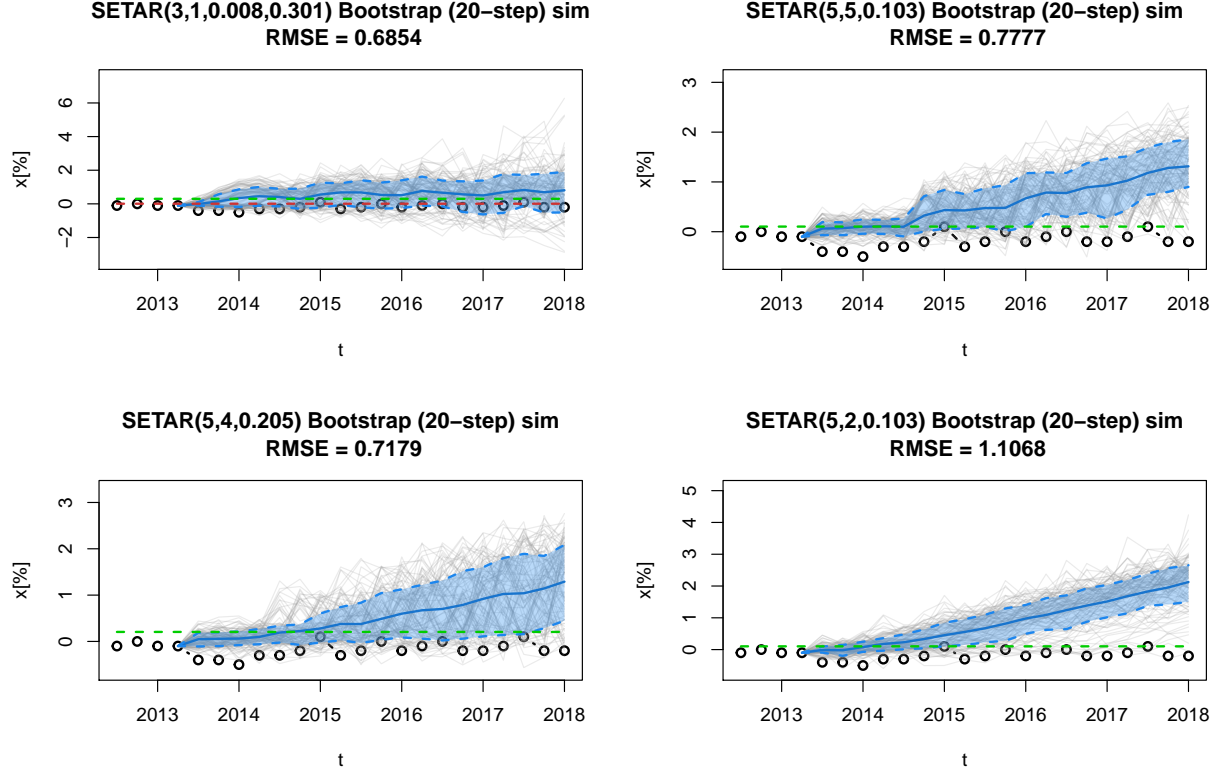 SETAR(3,1,0.008,0.301) Bootstrap (20−step) sim
RMSE = 0.6854
x[%]
6
4
2
0
−2
2013 2014 2015 2016 2017 2018
t
SETAR(5,5,0.103) Bootstrap (20−step) sim
RMSE = 0.7777
x[%]
3
2
1
0
2013 2014 2015 2016 2017 2018
t
SETAR(5,4,0.205) Bootstrap (20−step) sim
RMSE = 0.7179
x[%]
3
2
1
0
2013 2014 2015 2016 2017 2018
t
SETAR(5,2,0.103) Bootstrap (20−step) sim
RMSE = 1.1068
x[%]
5
4
3
2
1
0
2013 2014 2015 2016 2017 2018
t